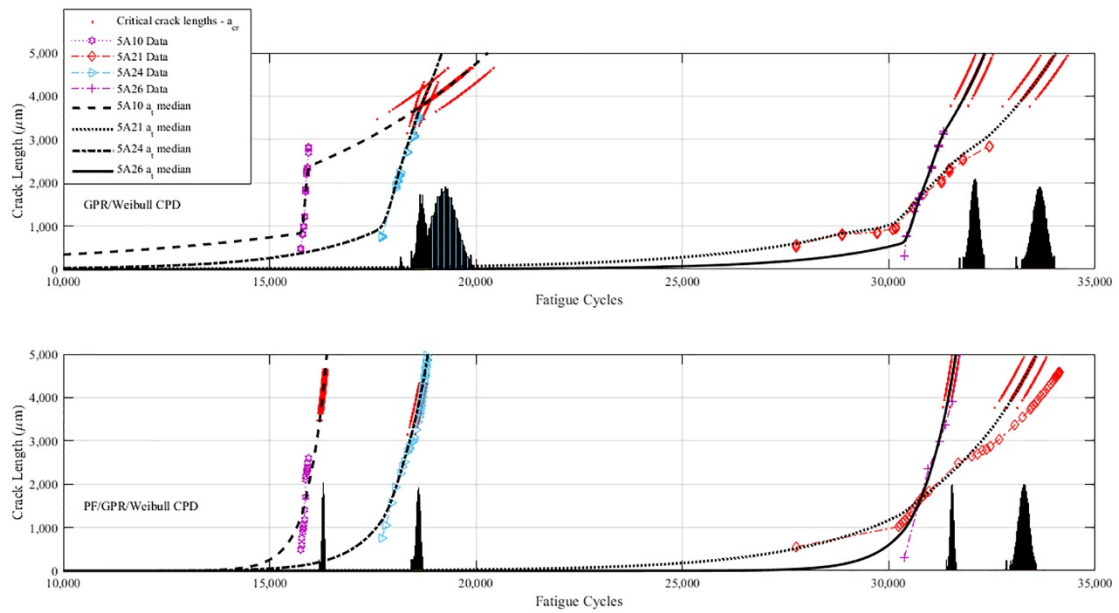 Critical crack lengths - a_cr
5A10 Data
5A21 Data
5A24 Data
5A26 Data
5A10 a_t median
5A21 a_t median
5A24 a_t median
5A26 a_t median
5,000
4,000
3,000
2,000
1,000
0
Crack Length (μm)
GPR/Weibull CPD
10,000 15,000 20,000 25,000 30,000 35,000
Fatigue Cycles
5,000
4,000
3,000
2,000
1,000
0
Crack Length (μm)
PF/GPR/Weibull CPD
10,000 15,000 20,000 25,000 30,000 35,000
Fatigue Cycles